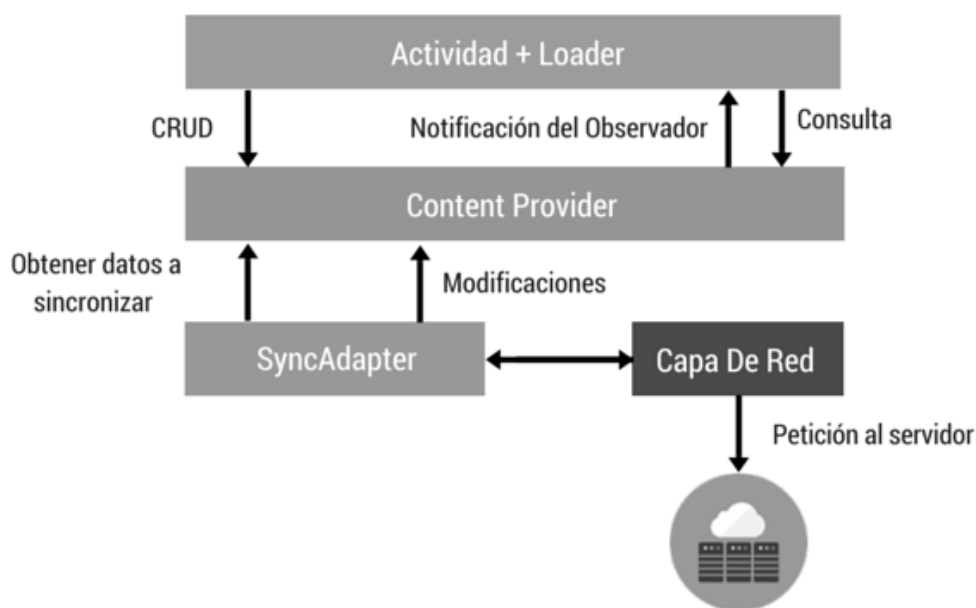 Actividad + Loader
CRUD
Notificación del Observador
Consulta
Content Provider
Obtener datos a
sincronizar
Modificaciones
SyncAdapter
Capa De Red
Petición al servidor